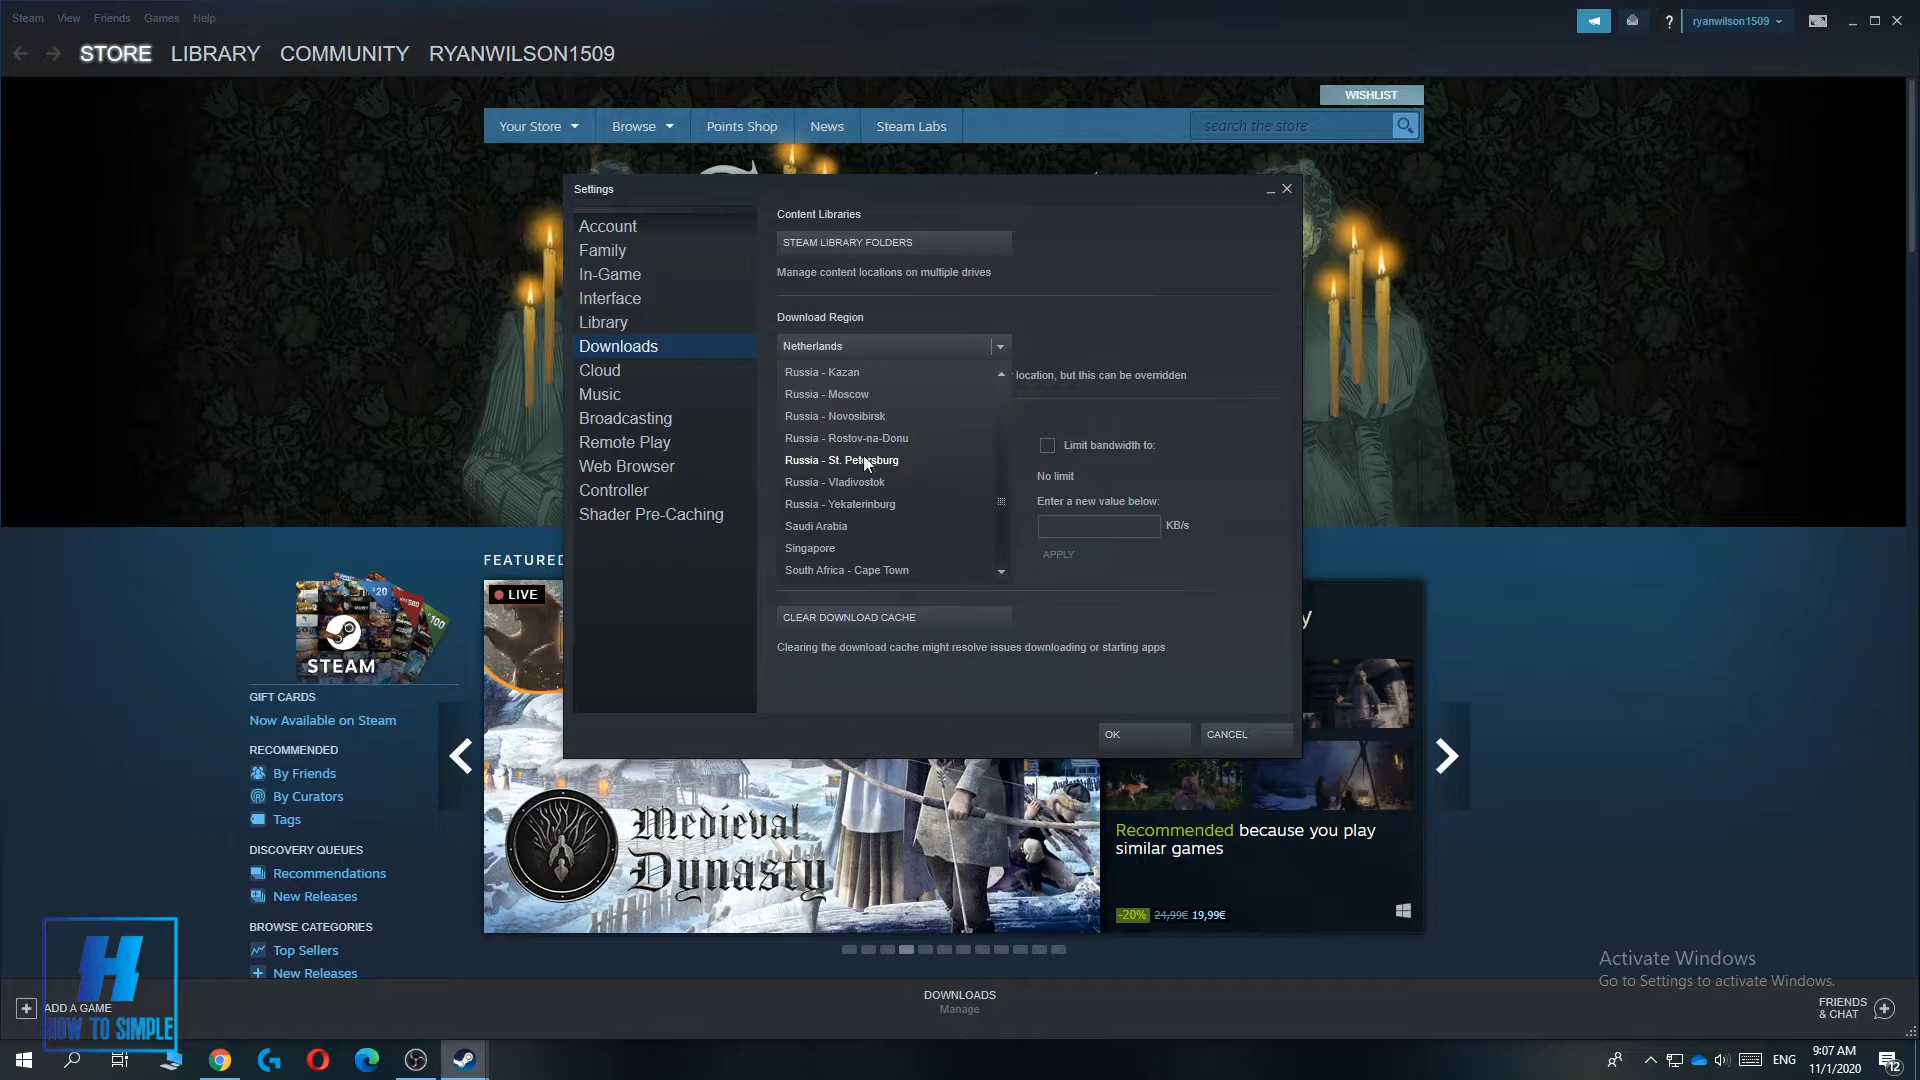 Steam View Friends Games Help
ryanwilson1509
STORE LIBRARY COMMUNITY RYANWILSON1509
WISHLIST
Your Store Browse Points Shop News Steam Labs
search the store
Settings
Account
Family
In-Game
Interface
Library
Downloads
Cloud
Music
Broadcasting
Remote Play
Web Browser
Controller
Shader Pre-Caching
Content Libraries
STEAM LIBRARY FOLDERS
Manage content locations on multiple drives
Download Region
Netherlands
location, but this can be overridden
Russia - Kazan
Russia - Moscow
Russia - Novosibirsk
Russia - Rostov-na-Donu
Russia - St. Petersburg
Russia - Vladivostok
Russia - Yekaterinburg
Saudi Arabia
Singapore
South Africa - Cape Town
Limit bandwidth to:
No limit
Enter a new value below:
KB/s
APPLY
CLEAR DOWNLOAD CACHE
Clearing the download cache might resolve issues downloading or starting apps
OK CANCEL
FEATURED
LIVE
$20
$100
STEAM
GIFT CARDS
Now Available on Steam
RECOMMENDED
By Friends
By Curators
Tags
DISCOVERY QUEUES
Recommendations
New Releases
BROWSE CATEGORIES
Top Sellers
New Releases
Medieval
Dynasty
y
Recommended because you play
similar games
-20% 24,99€ 19,99€
Activate Windows
Go to Settings to activate Windows.
ADD A GAME
DOWNLOADS
Manage
FRIENDS
& CHAT
H
HOW TO SIMPLE
ENG
9:07 AM
11/1/2020
12